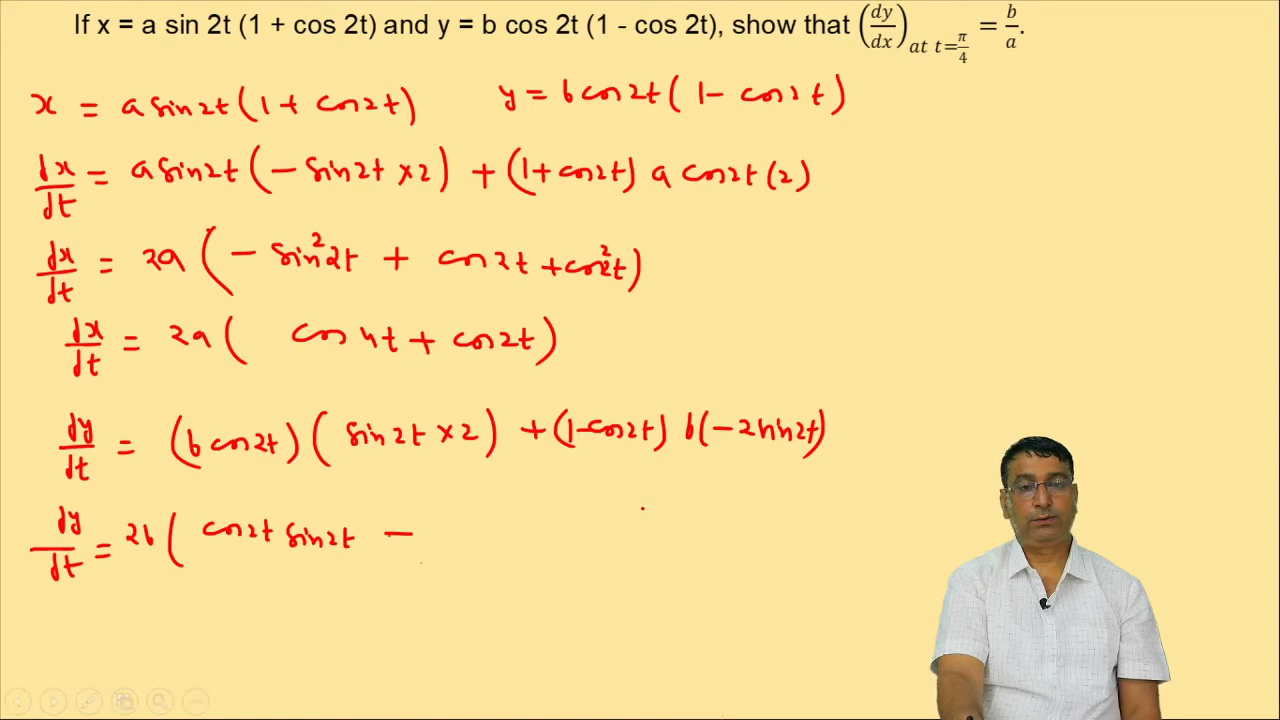 If x = a sin 2t (1 + cos 2t) and y = b cos 2t (1 - cos 2t), show that (dy/dx) at t=π/4 = b/a.
x = a sin2t (1 + cos2t) y = b cos2t (1 - cos2t)
dx/dt = a sin2t (- sin2t × 2) + (1 + cos2t) a cos2t (2)
dx/dt = 2a (- sin²2t + cos2t + cos²2t)
dx/dt = 2a ( cos4t + cos2t)
dy/dt = (b cos2t) (sin2t × 2) + (1-cos2t) b(-2sin2t)
dy/dt = 2b ( cos2t sin2t -